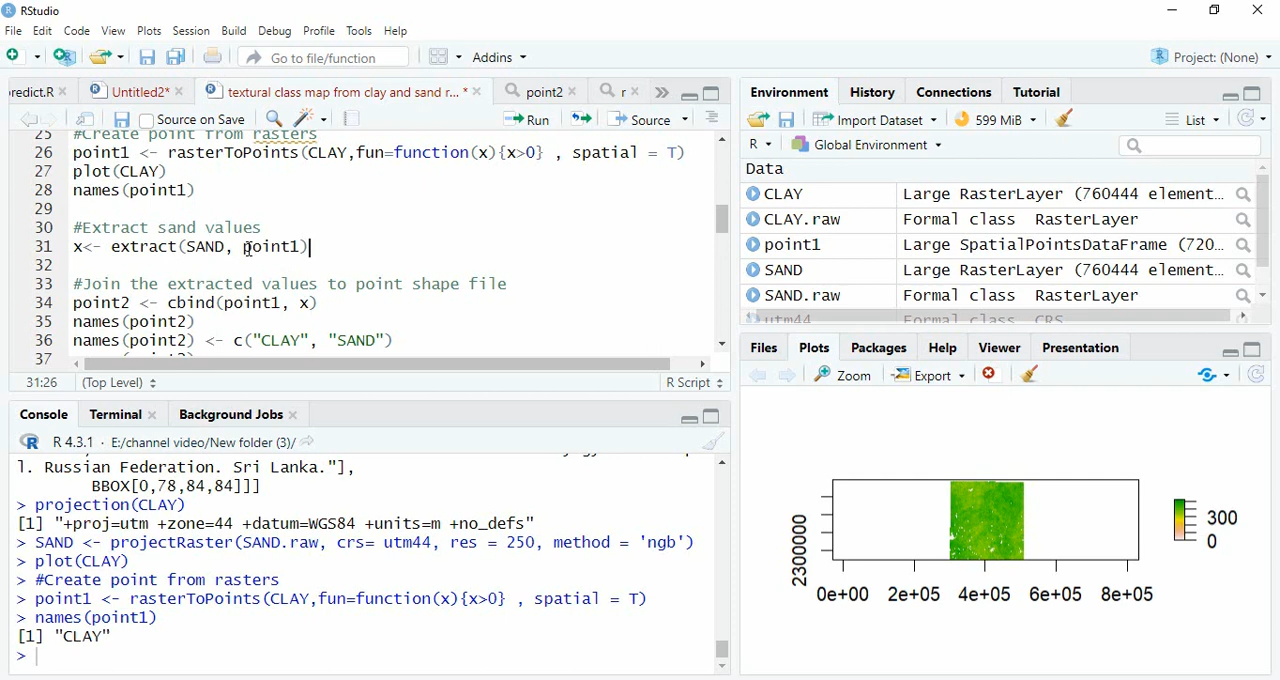 RStudio
File Edit Code View Plots Session Build Debug Profile Tools Help
Go to file/function Addins Project: (None)
redict.R Untitled2* textural class map from clay and sand r...* point2 r
Source on Save Run Source
25 #Create point from rasters
26 point1 <- rasterToPoints(CLAY,fun=function(x){x>0} , spatial = T)
27 plot(CLAY)
28 names(point1)
29
30 #Extract sand values
31 x<- extract(SAND, point1)
32
33 #Join the extracted values to point shape file
34 point2 <- cbind(point1, x)
35 names(point2)
36 names(point2) <- c("CLAY", "SAND")
37
31:26 (Top Level) R Script
Console Terminal Background Jobs
R 4.3.1 · E:/channel video/New folder (3)/
l. Russian Federation. Sri Lanka."],
BBOX[0,78,84,84]]]
> projection(CLAY)
[1] "+proj=utm +zone=44 +datum=WGS84 +units=m +no_defs"
> SAND <- projectRaster(SAND.raw, crs= utm44, res = 250, method = 'ngb')
> plot(CLAY)
> #Create point from rasters
> point1 <- rasterToPoints(CLAY,fun=function(x){x>0} , spatial = T)
> names(point1)
[1] "CLAY"
>
Environment History Connections Tutorial
Import Dataset 599 MiB List
R Global Environment
Data
CLAY Large RasterLayer (760444 element...
CLAY.raw Formal class RasterLayer
point1 Large SpatialPointsDataFrame (720...
SAND Large RasterLayer (760444 element...
SAND.raw Formal class RasterLayer
utm44 Formal class CRS
Files Plots Packages Help Viewer Presentation
Zoom Export
2300000
300
0
0e+00 2e+05 4e+05 6e+05 8e+05